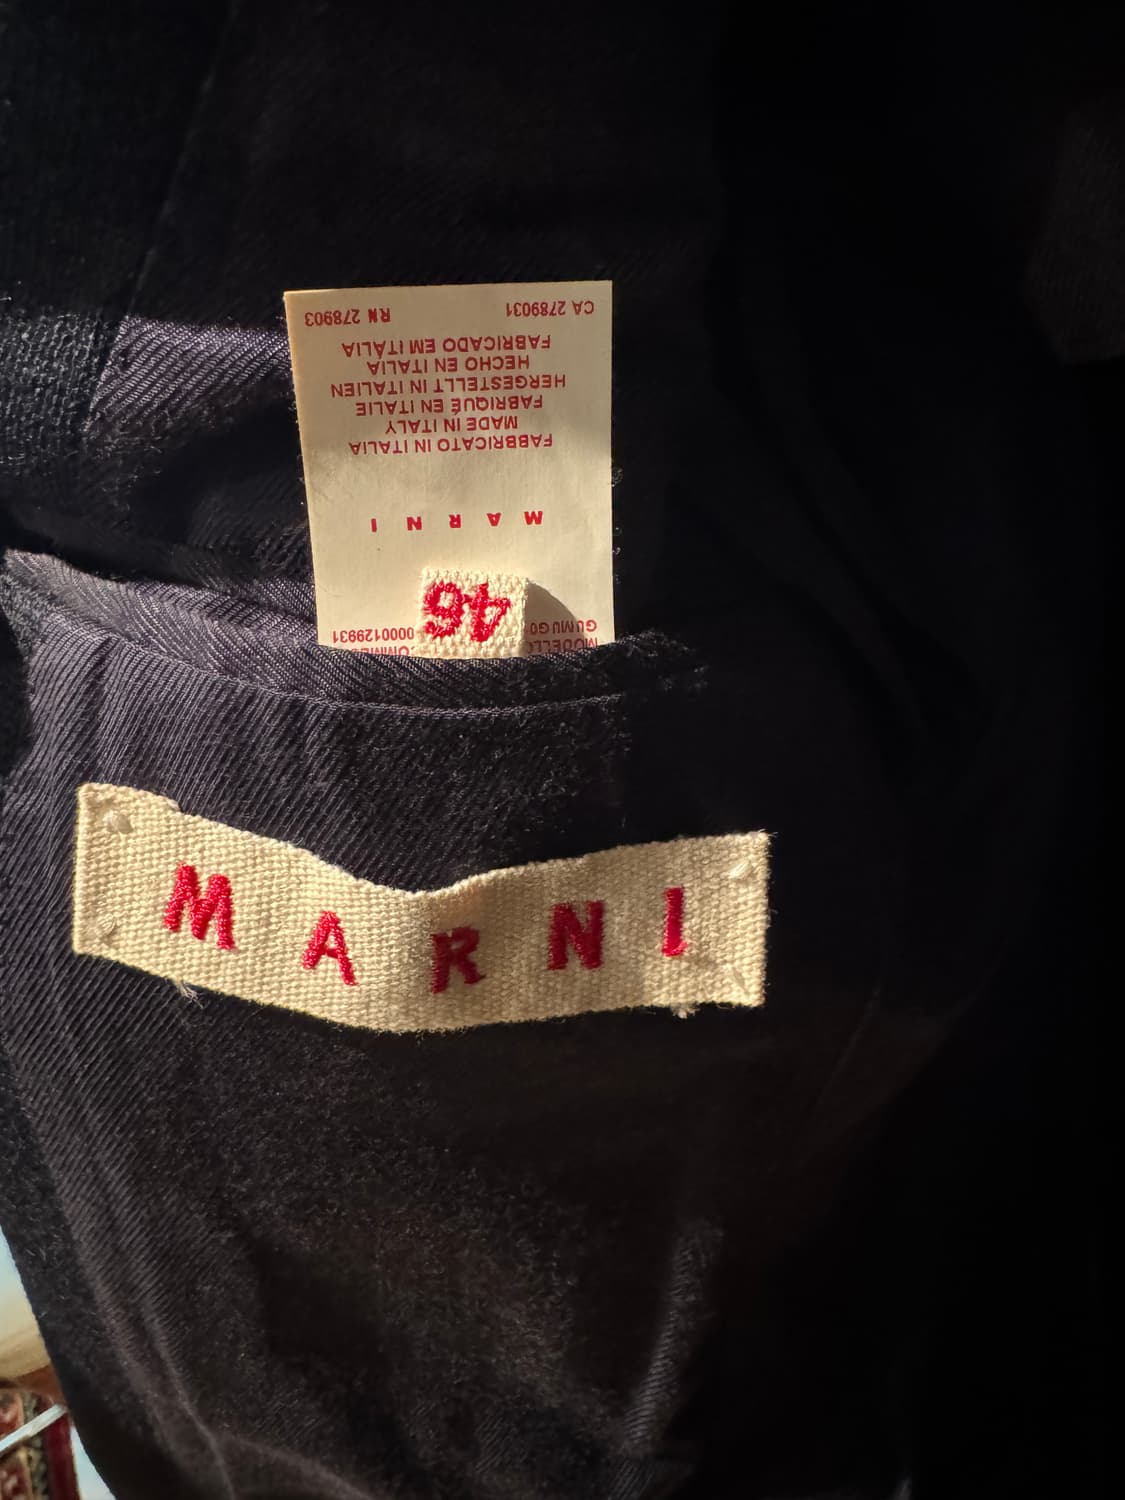 0000129931
46
M A R N I
FABBRICATO IN ITALIA
MADE IN ITALY
FABRIQUÉ EN ITALIE
HERGESTELLT IN ITALIEN
HECHO EN ITALIA
FABRICADO EM ITÁLIA
CA 2789031 RN 278903
M A R N I